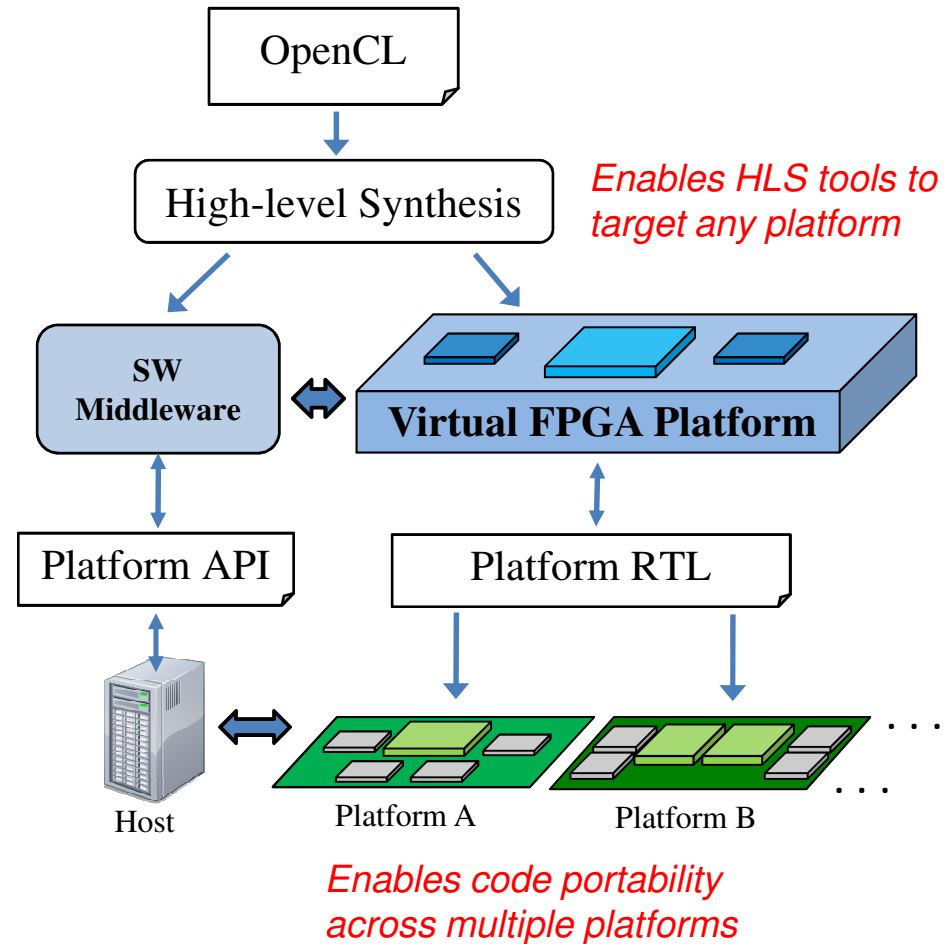 OpenCL
High-level Synthesis
Enables HLS tools to
target any platform
SW
Middleware
Virtual FPGA Platform
Platform API
Platform RTL
. . .
. . .
Host
Platform A
Platform B
Enables code portability
across multiple platforms